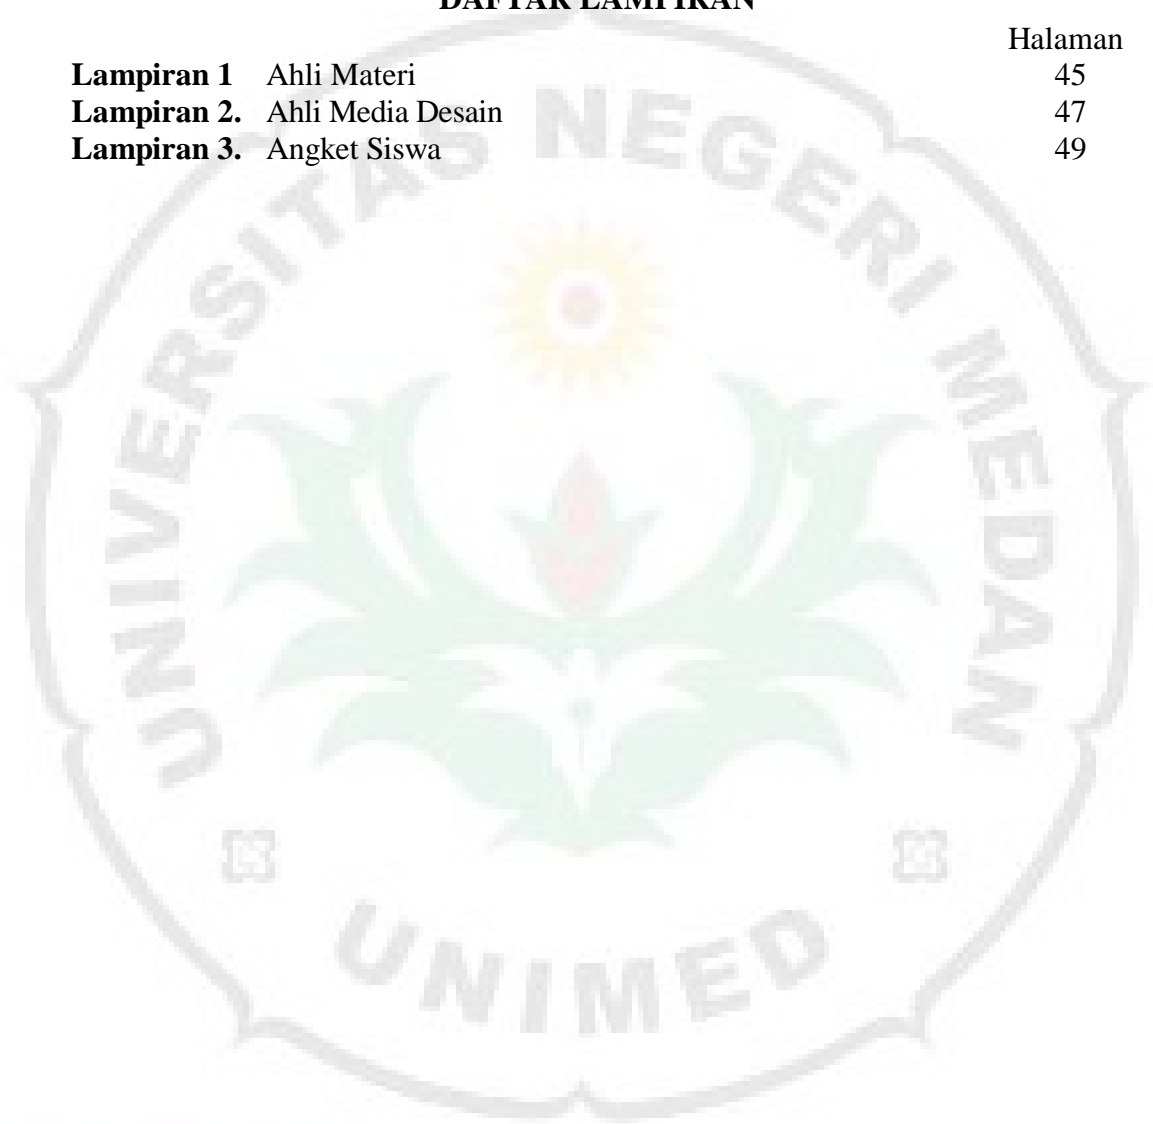 DAFTAR LAMPIRAN
Halaman
Lampiran 1 Ahli Materi 45
Lampiran 2. Ahli Media Desain 47
Lampiran 3. Angket Siswa 49
UNIVERSITAS NEGERI MEDAN
UNIMED